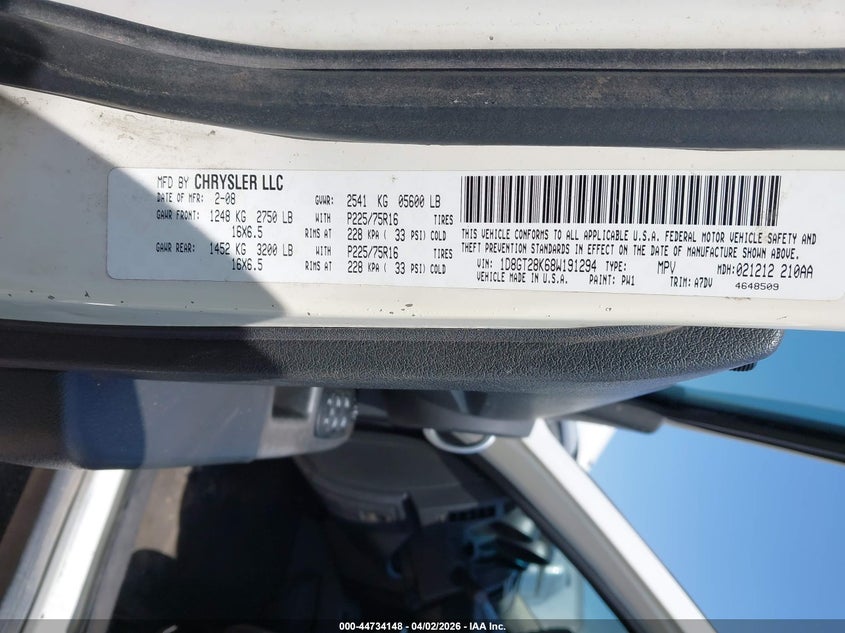 MFD BY CHRYSLER LLC
DATE OF MFR: 2-08 GVWR: 2541 KG 05600 LB
GAWR FRONT: 1248 KG 2750 LB WITH P225/75R16 TIRES
16X6.5 RIMS AT 228 KPA ( 33 PSI) COLD
GAWR REAR: 1452 KG 3200 LB WITH P225/75R16 TIRES
16X6.5 RIMS AT 228 KPA ( 33 PSI) COLD
THIS VEHICLE CONFORMS TO ALL APPLICABLE U.S.A. FEDERAL MOTOR VEHICLE SAFETY AND
THEFT PREVENTION STANDARDS IN EFFECT ON THE DATE OF MANUFACTURE SHOWN ABOVE.
VIN: 1D8GT28K68W191294 TYPE: MPV MDH:021212 210AA
VEHICLE MADE IN U.S.A. PAINT: PW1 TRIM: A7DV 4648509
000-44734148 - 04/02/2026 - IAA Inc.